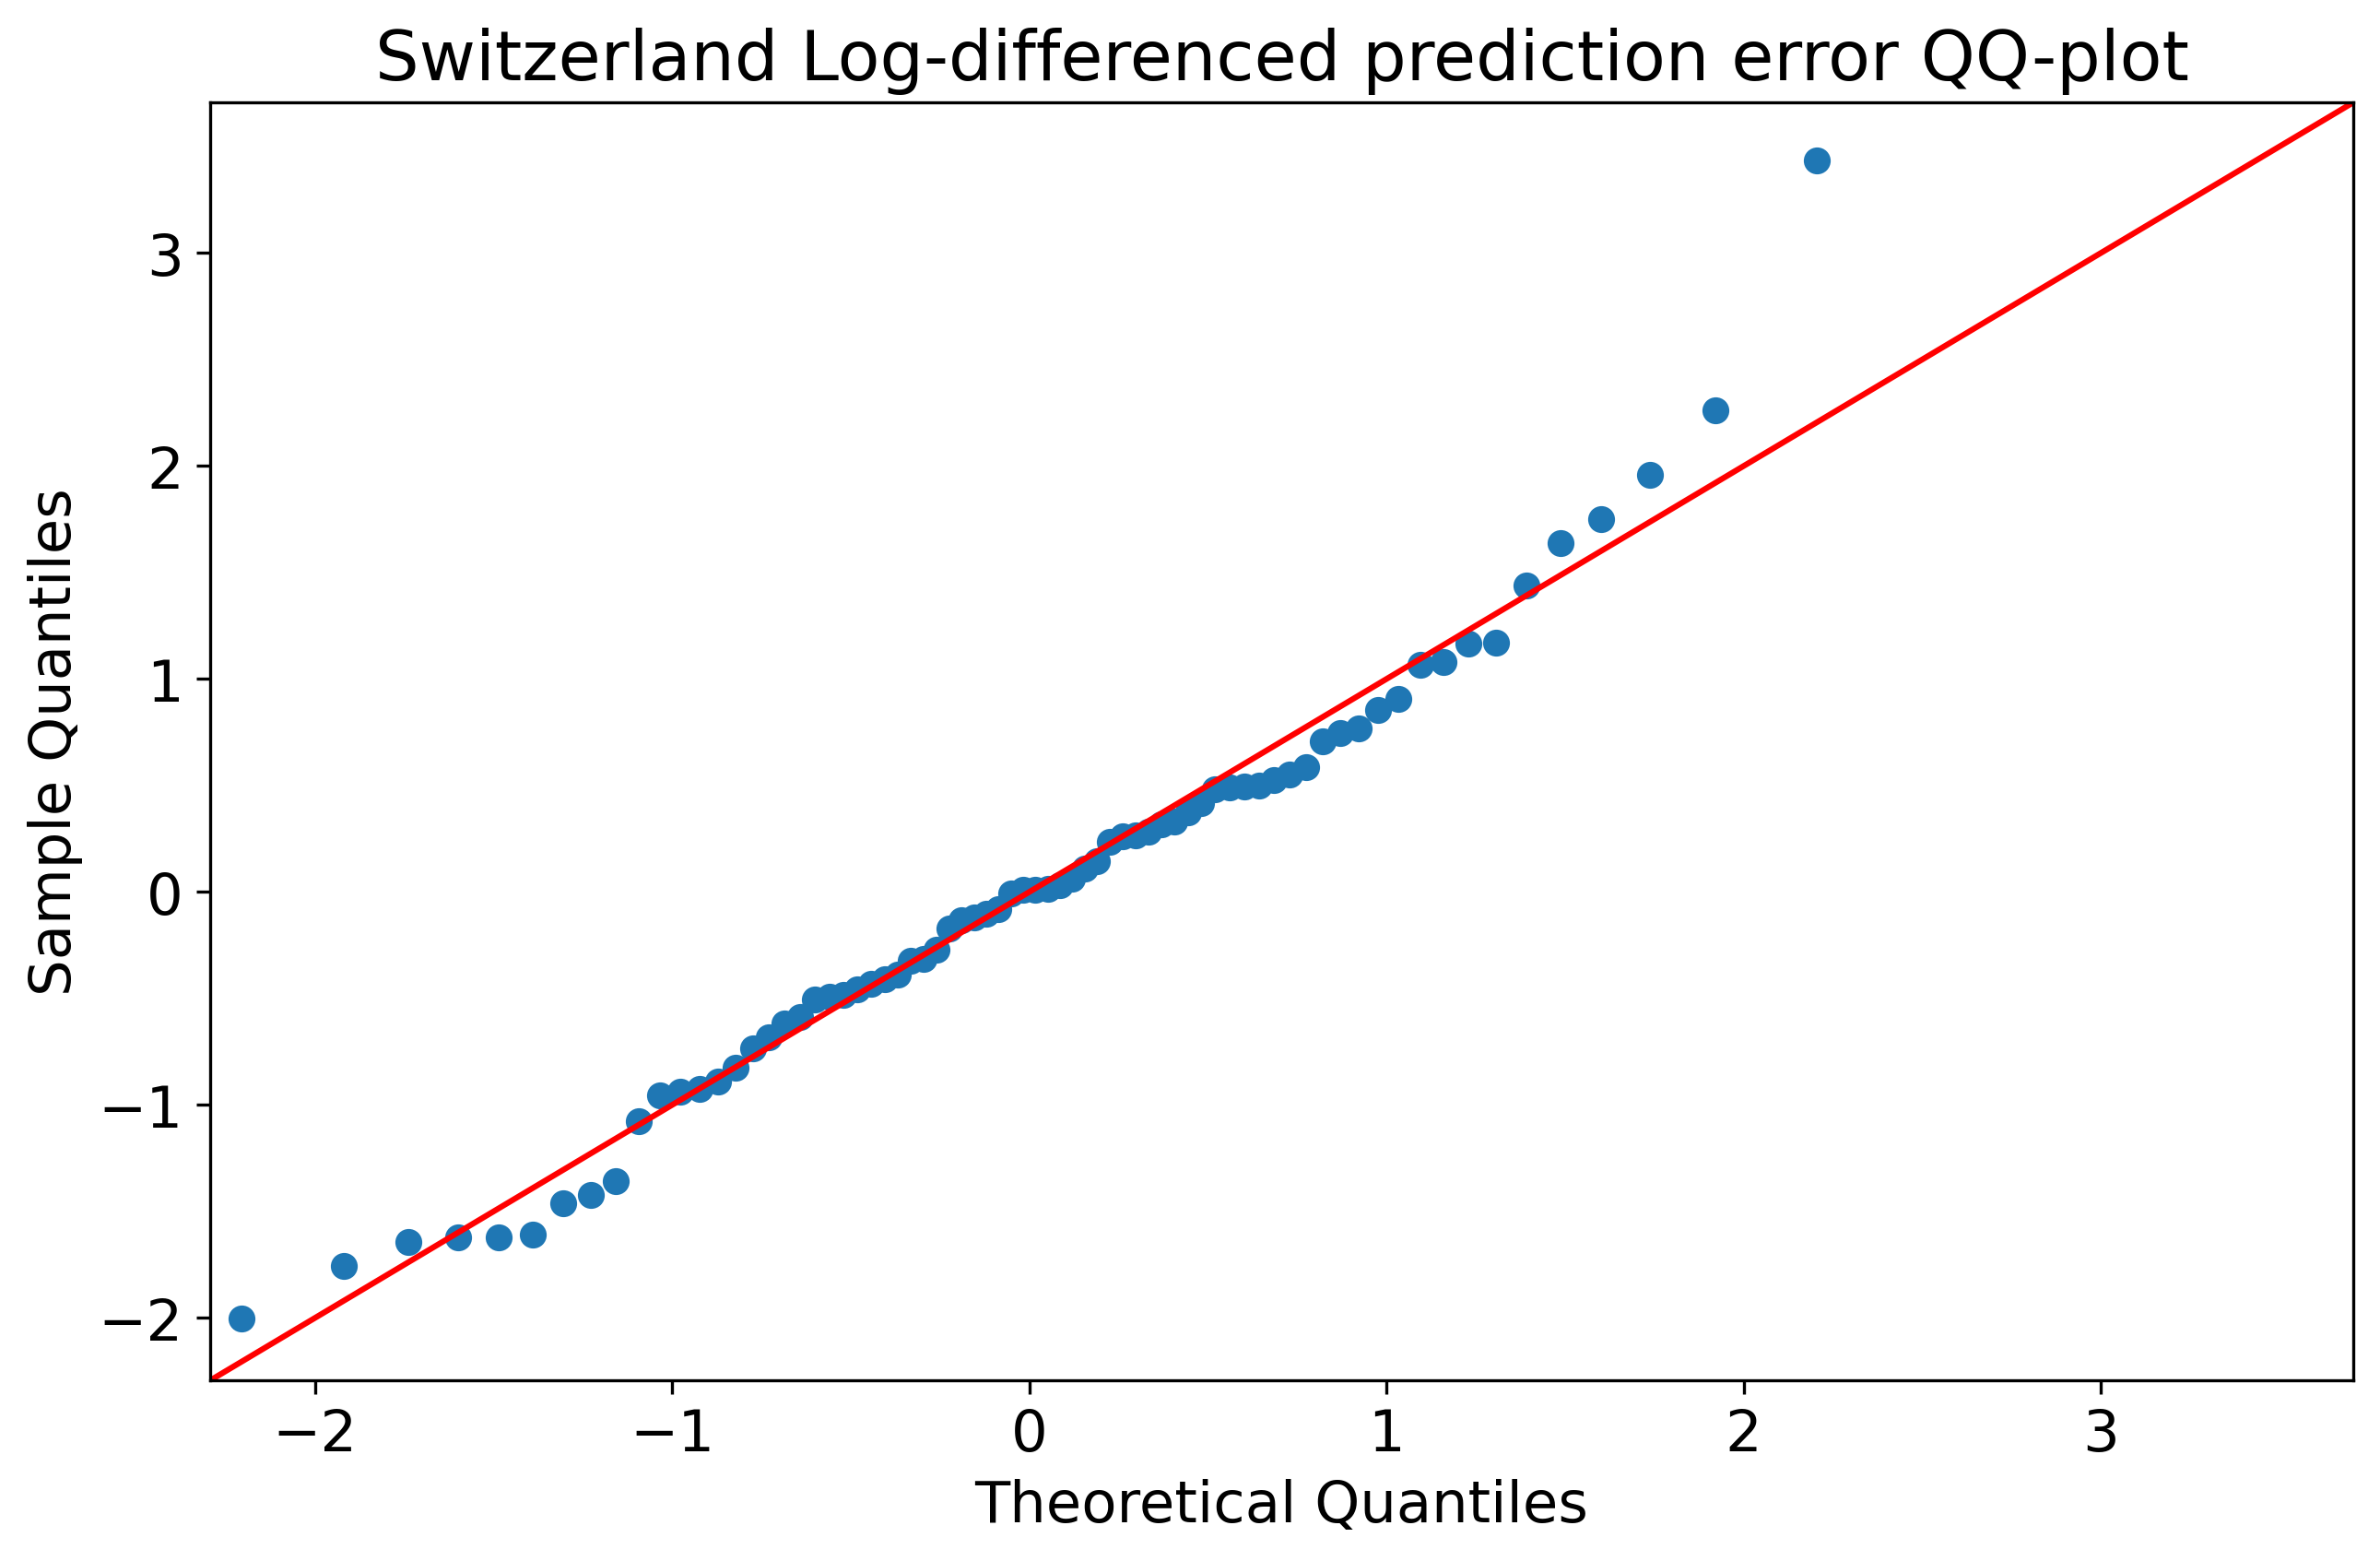 Switzerland Log-differenced prediction error QQ-plot
3
2
1
0
−1
−2
Sample Quantiles
−2 −1 0 1 2 3
Theoretical Quantiles